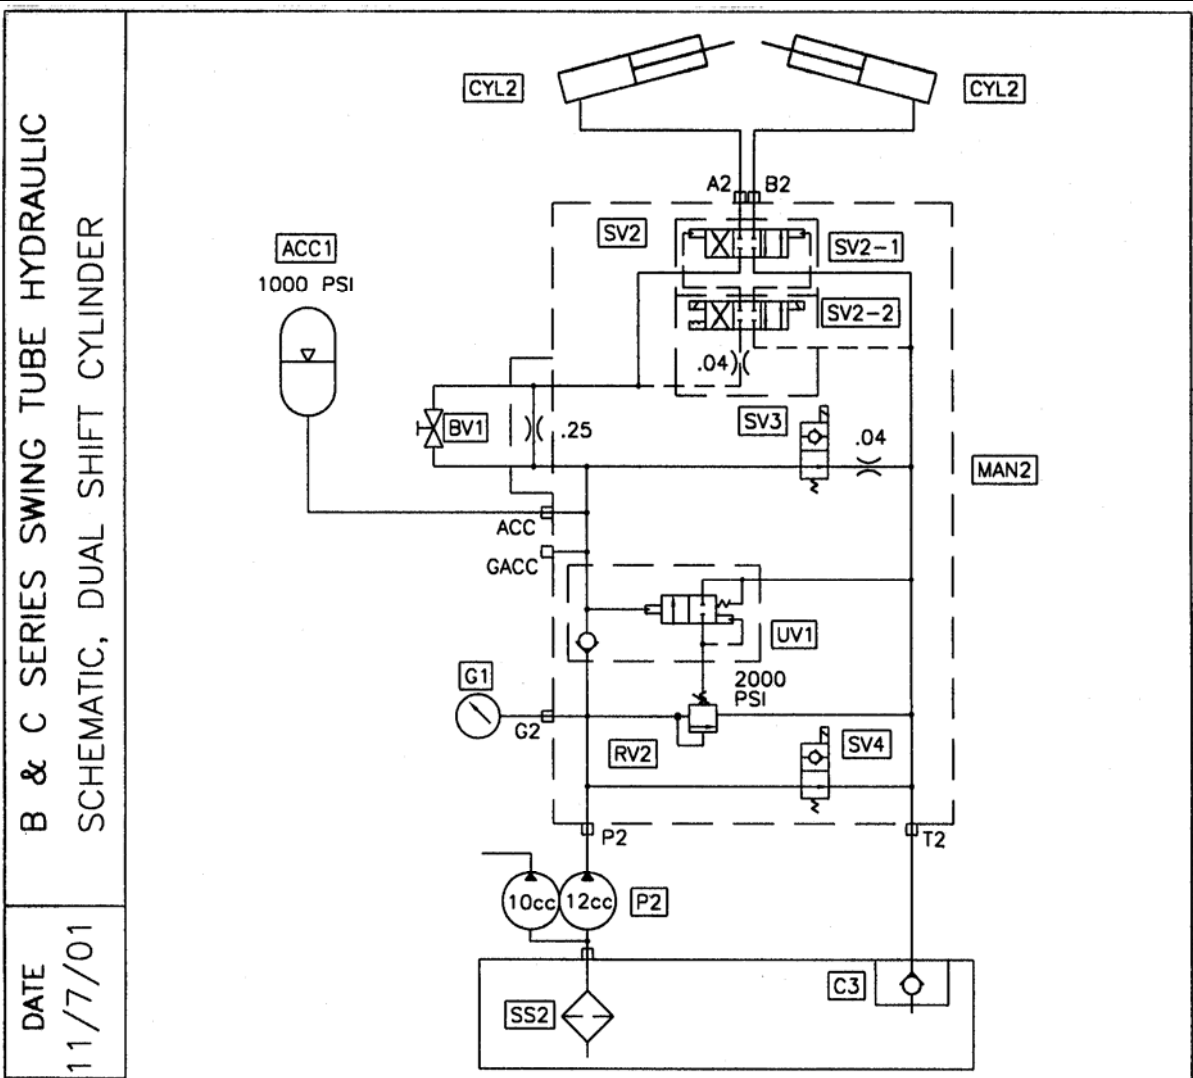 B & C SERIES SWING TUBE HYDRAULIC
SCHEMATIC, DUAL SHIFT CYLINDER
DATE
11/7/01
CYL2
CYL2
A2
B2
SV2
SV2-1
ACC1
1000 PSI
SV2-2
.04
SV3
BV1
.25
.04
MAN2
ACC
GACC
UV1
G1
2000
PSI
G2
RV2
SV4
P2
T2
10cc
12cc
P2
C3
SS2